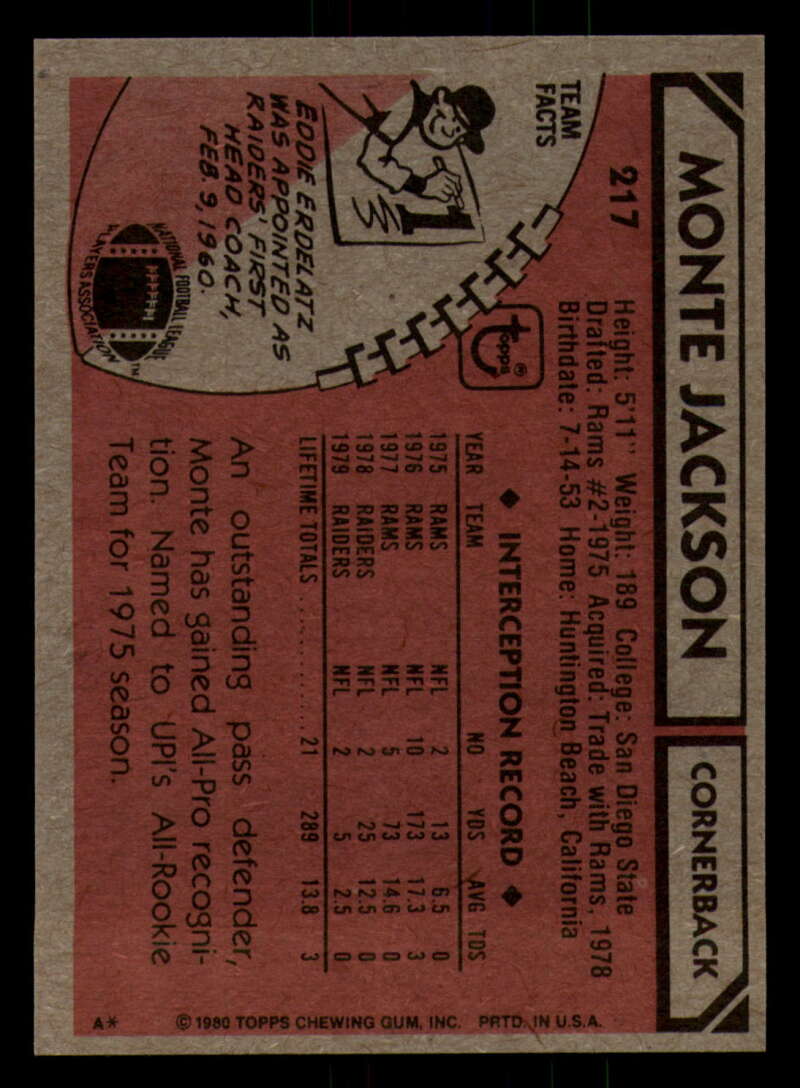 MONTE JACKSON CORNERBACK
217
Height: 5'11" Weight: 189 College: San Diego State
Drafted: Rams #2-1975 Acquired: Trade with Rams, 1978
Birthdate: 7-14-53 Home: Huntington Beach, California
topps®
TEAM
FACTS
1
EDDIE ERDELATZ
WAS APPOINTED AS
RAIDERS' FIRST
HEAD COACH,
FEB. 9, 1960.
NATIONAL FOOTBALL LEAGUE
PLAYERS ASSOCIATION™
◆ INTERCEPTION RECORD ◆
YEAR TEAM NO YDS AVG TDS
1975 RAMS NFL 2 13 6.5 0
1976 RAMS NFL 10 173 17.3 3
1977 RAMS NFL 5 73 14.6 0
1978 RAIDERS NFL 2 25 12.5 0
1979 RAIDERS NFL 2 5 2.5 0
LIFETIME TOTALS .............. 21 289 13.8 3
An outstanding pass defender,
Monte has gained All-Pro recogni-
tion. Named to UPI's All-Rookie
Team for 1975 season.
A* © 1980 TOPPS CHEWING GUM, INC. PRTD. IN U.S.A.